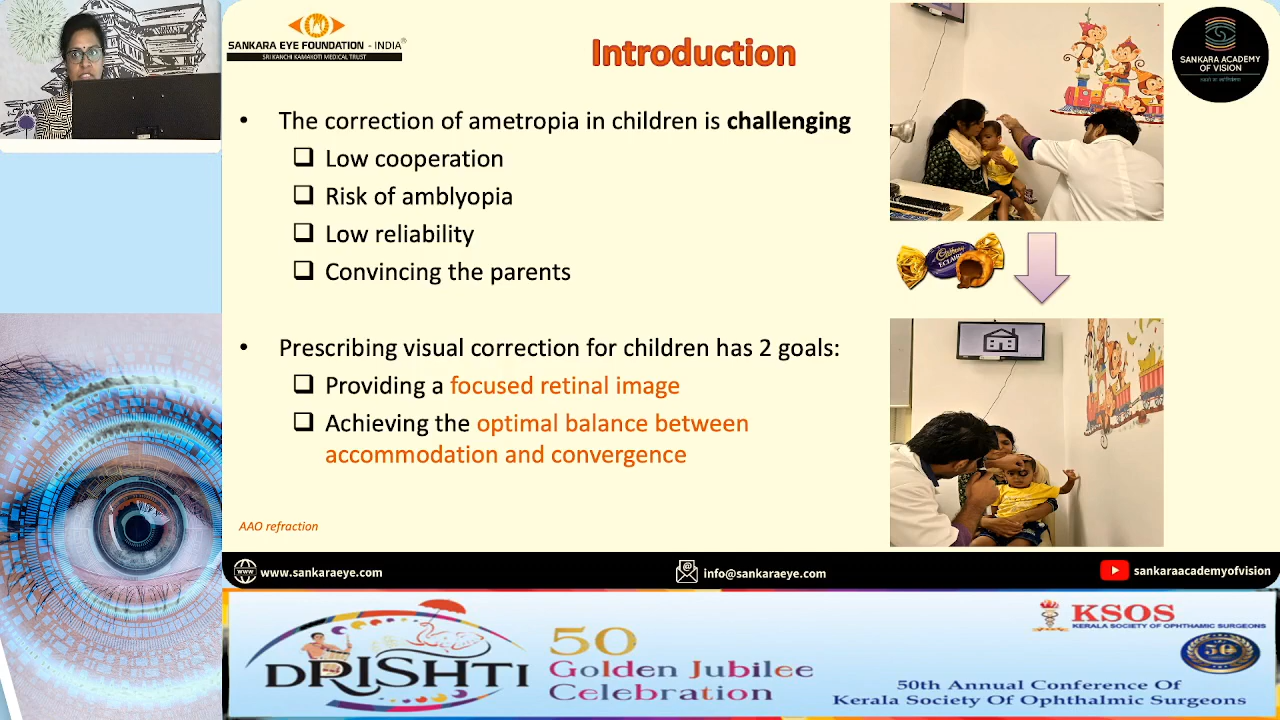 SANKARA EYE FOUNDATION - INDIA®
SRI KANCHI KAMAKOTI MEDICAL TRUST
Introduction
SANKARA ACADEMY
OF VISION
• The correction of ametropia in children is challenging
❑ Low cooperation
❑ Risk of amblyopia
❑ Low reliability
❑ Convincing the parents
Cadbury
ECLAIRS
• Prescribing visual correction for children has 2 goals:
❑ Providing a focused retinal image
❑ Achieving the optimal balance between
accommodation and convergence
AAO refraction
www.sankaraeye.com
info@sankaraeye.com
sankaraacademyofvision
DRISHTI
50
Golden Jubilee
Celebration
KSOS
KERALA SOCIETY OF OPHTHAMIC SURGEONS
50
50th Annual Conference Of
Kerala Society Of Ophthalmic Surgeons